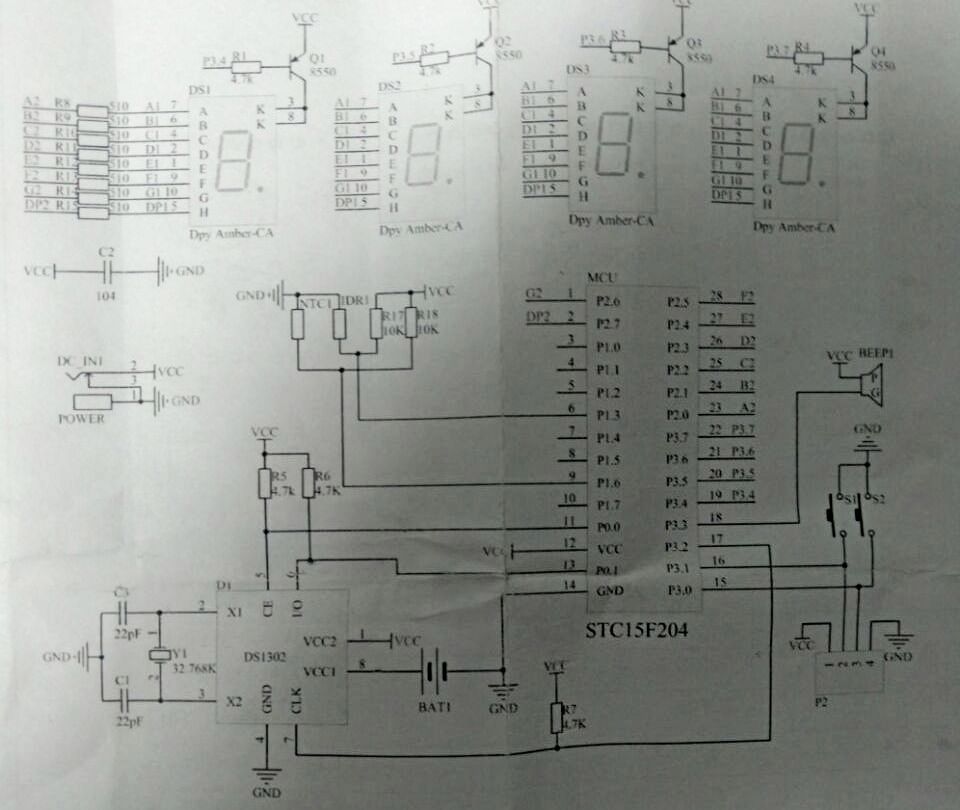 VCC VCC VCC VCC
P3.4 R1 4.7k Q1 8550
P3.5 R2 4.7k Q2 8550
P3.6 R3 4.7k Q3 8550
P3.7 R4 4.7k Q4 8550
DS1 DS2 DS3 DS4
A2 R8 510 A1 7 A K 3
B2 R9 510 B1 6 B K 8
C2 R10 510 C1 4 C
D2 R11 510 D1 2 D
E2 R12 510 E1 1 E
F2 R13 510 F1 9 F
G2 R14 510 G1 10 G
DP2 R15 510 DP1 5 H
Dpy Amber-CA
A1 7 A K 3
B1 6 B K 8
C1 4 C
D1 2 D
E1 1 E
F1 9 F
G1 10 G
DP1 5 H
Dpy Amber-CA
A1 7 A K 3
B1 6 B K 8
C1 4 C
D1 2 D
E1 1 E
F1 9 F
G1 10 G
DP1 5 H
Dpy Amber-CA
A1 7 A K 3
B1 6 B K 8
C1 4 C
D1 2 D
E1 1 E
F1 9 F
G1 10 G
DP1 5 H
Dpy Amber-CA
C2
VCC GND
104
DC_IN1
2 VCC
3
1 GND
POWER
GND NTC1 IDR1 VCC
R17 R18
10K 10K
MCU
G2 1 P2.6 P2.5 28 F2
DP2 2 P2.7 P2.4 27 E2
3 P1.0 P2.3 26 D2
4 P1.1 P2.2 25 C2
5 P1.2 P2.1 24 B2
6 P1.3 P2.0 23 A2
7 P1.4 P3.7 22 P3.7
8 P1.5 P3.6 21 P3.6
9 P1.6 P3.5 20 P3.5
10 P1.7 P3.4 19 P3.4
11 P0.0 P3.3 18
VCC 12 VCC P3.2 17
13 P0.1 P3.1 16
14 GND P3.0 15
STC15F204
VCC BEEP1
P
G
GND
S1 S2
VCC GND
1 2 3 4
P2
VCC
R5 R6
4.7k 4.7K
5 6
D1
CE I/O
C3 2 X1
22pF 1
VCC2 1 VCC
GND Y1 DS1302
32.768K
VCC1 8
2
C1 3 X2
22pF
GND CLK
BAT1
GND
4 7
GND
VCC
R7
4.7K